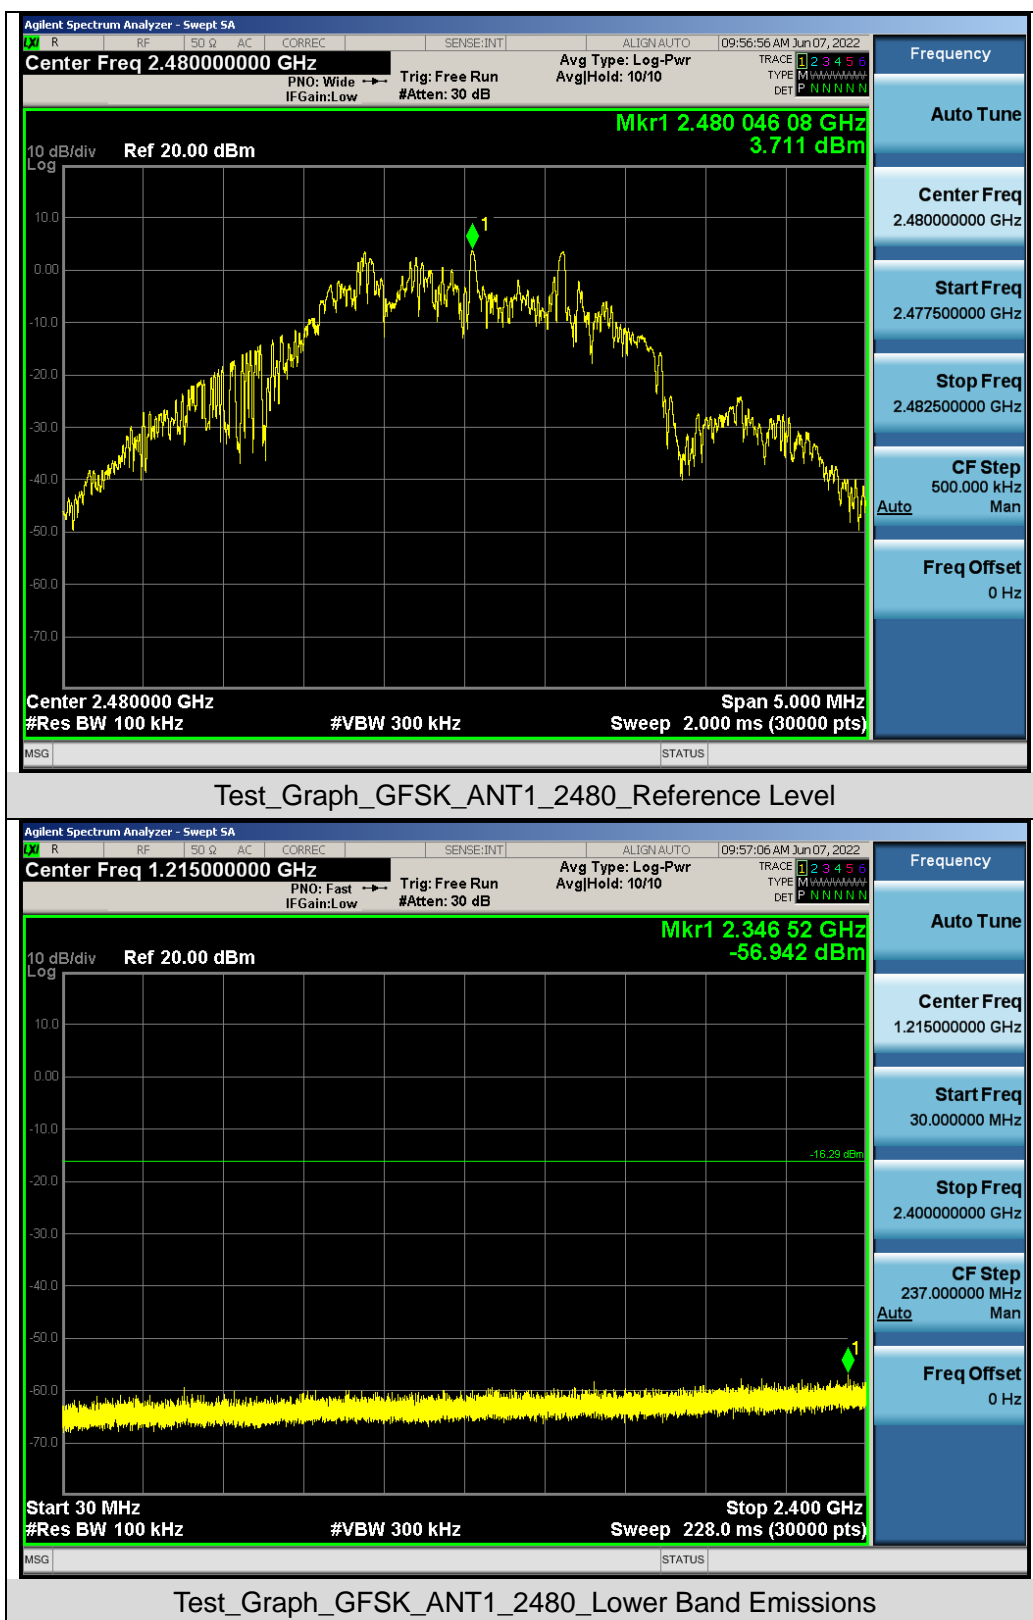 Agilent Spectrum Analyzer - Swept SA
LXI R RF 50 Ω AC CORREC SENSE:INT ALIGN AUTO 09:56:56 AM Jun 07, 2022
Center Freq 2.480000000 GHz
PNO: Wide
IFGain:Low
Trig: Free Run
#Atten: 30 dB
Avg Type: Log-Pwr
Avg|Hold: 10/10
TRACE 1 2 3 4 5 6
TYPE M WWWWW
DET P N N N N N
Mkr1 2.480 046 08 GHz
3.711 dBm
10 dB/div Ref 20.00 dBm
Log
1
10.0
0.00
-10.0
-20.0
-30.0
-40.0
-50.0
-60.0
-70.0
Center 2.480000 GHz Span 5.000 MHz
#Res BW 100 kHz #VBW 300 kHz Sweep 2.000 ms (30000 pts)
MSG STATUS
Frequency
Auto Tune
Center Freq
2.480000000 GHz
Start Freq
2.477500000 GHz
Stop Freq
2.482500000 GHz
CF Step
500.000 kHz
Auto Man
Freq Offset
0 Hz
Test_Graph_GFSK_ANT1_2480_Reference Level
Agilent Spectrum Analyzer - Swept SA
LXI R RF 50 Ω AC CORREC SENSE:INT ALIGN AUTO 09:57:06 AM Jun 07, 2022
Center Freq 1.215000000 GHz
PNO: Fast
IFGain:Low
Trig: Free Run
#Atten: 30 dB
Avg Type: Log-Pwr
Avg|Hold: 10/10
TRACE 1 2 3 4 5 6
TYPE M WWWWW
DET P N N N N N
Mkr1 2.346 52 GHz
-56.942 dBm
10 dB/div Ref 20.00 dBm
Log
10.0
0.00
-10.0
-16.29 dBm
-20.0
-30.0
-40.0
-50.0
1
-60.0
-70.0
Start 30 MHz Stop 2.400 GHz
#Res BW 100 kHz #VBW 300 kHz Sweep 228.0 ms (30000 pts)
MSG STATUS
Frequency
Auto Tune
Center Freq
1.215000000 GHz
Start Freq
30.000000 MHz
Stop Freq
2.400000000 GHz
CF Step
237.000000 MHz
Auto Man
Freq Offset
0 Hz
Test_Graph_GFSK_ANT1_2480_Lower Band Emissions